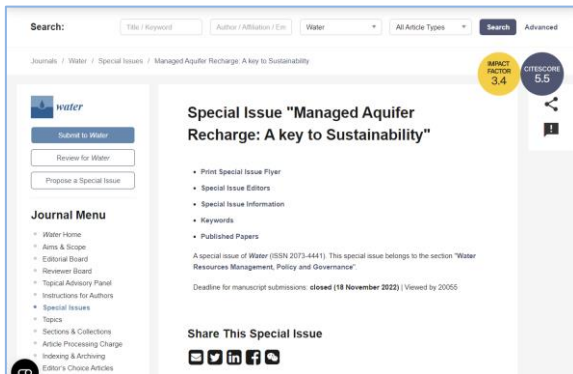 Search:
Title / Keyword
Author / Affiliation / Em
Water
All Article Types
Search
Advanced
Journals / Water / Special Issues / Managed Aquifer Recharge: A key to Sustainability
IMPACT
FACTOR
3.4
CITESCORE
5.5
water
Submit to Water
Review for Water
Propose a Special Issue
Journal Menu
Water Home
Aims & Scope
Editorial Board
Reviewer Board
Topical Advisory Panel
Instructions for Authors
Special Issues
Topics
Sections & Collections
Article Processing Charge
Indexing & Archiving
Editor's Choice Articles
Special Issue "Managed Aquifer
Recharge: A key to Sustainability"
Print Special Issue Flyer
Special Issue Editors
Special Issue Information
Keywords
Published Papers
A special issue of Water (ISSN 2073-4441). This special issue belongs to the section "Water
Resources Management, Policy and Governance".
Deadline for manuscript submissions: closed (18 November 2022) | Viewed by 20055
Share This Special Issue